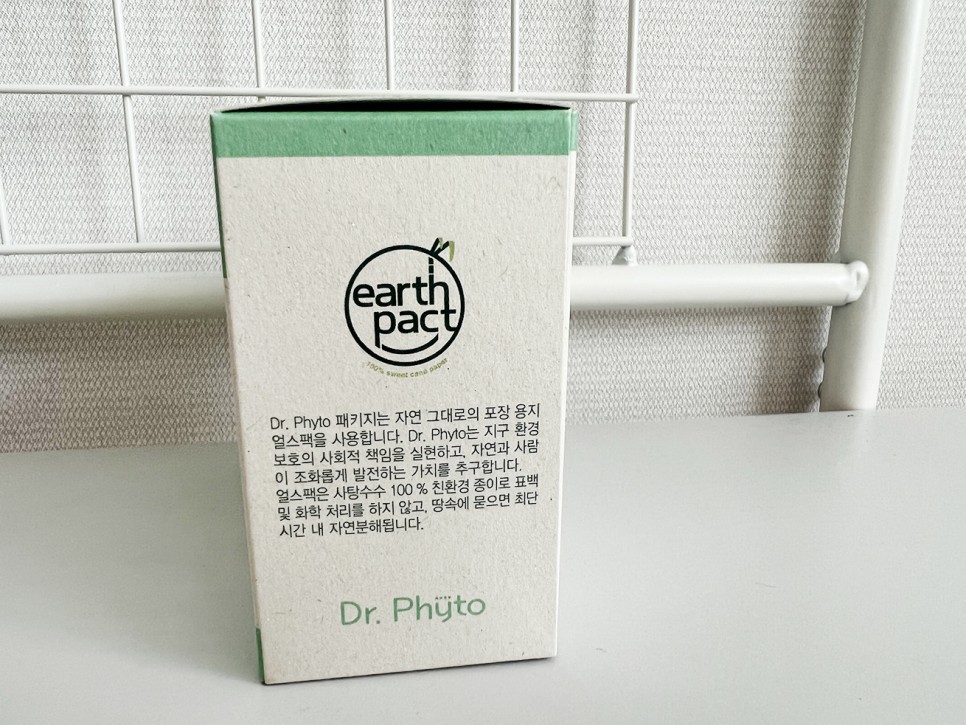 earth
pact
100% sweet cane paper
Dr. Phyto 패키지는 자연 그대로의 포장 용지
얼스팩을 사용합니다. Dr. Phyto는 지구 환경
보호의 사회적 책임을 실현하고, 자연과 사람
이 조화롭게 발전하는 가치를 추구합니다.
얼스팩은 사탕수수 100 % 친환경 종이로 표백
및 화학 처리를 하지 않고, 땅속에 묻으면 최단
시간 내 자연분해됩니다.
Dr. Phÿto